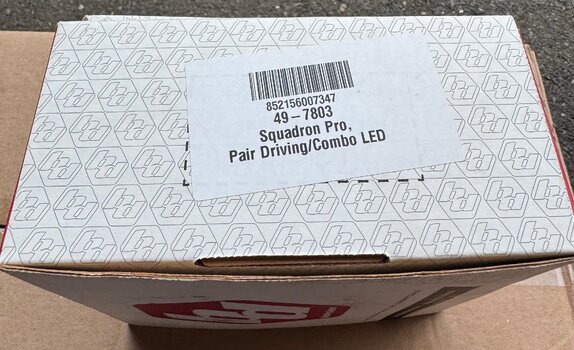 852156007347
49-7803
Squadron Pro,
Pair Driving/Combo LED